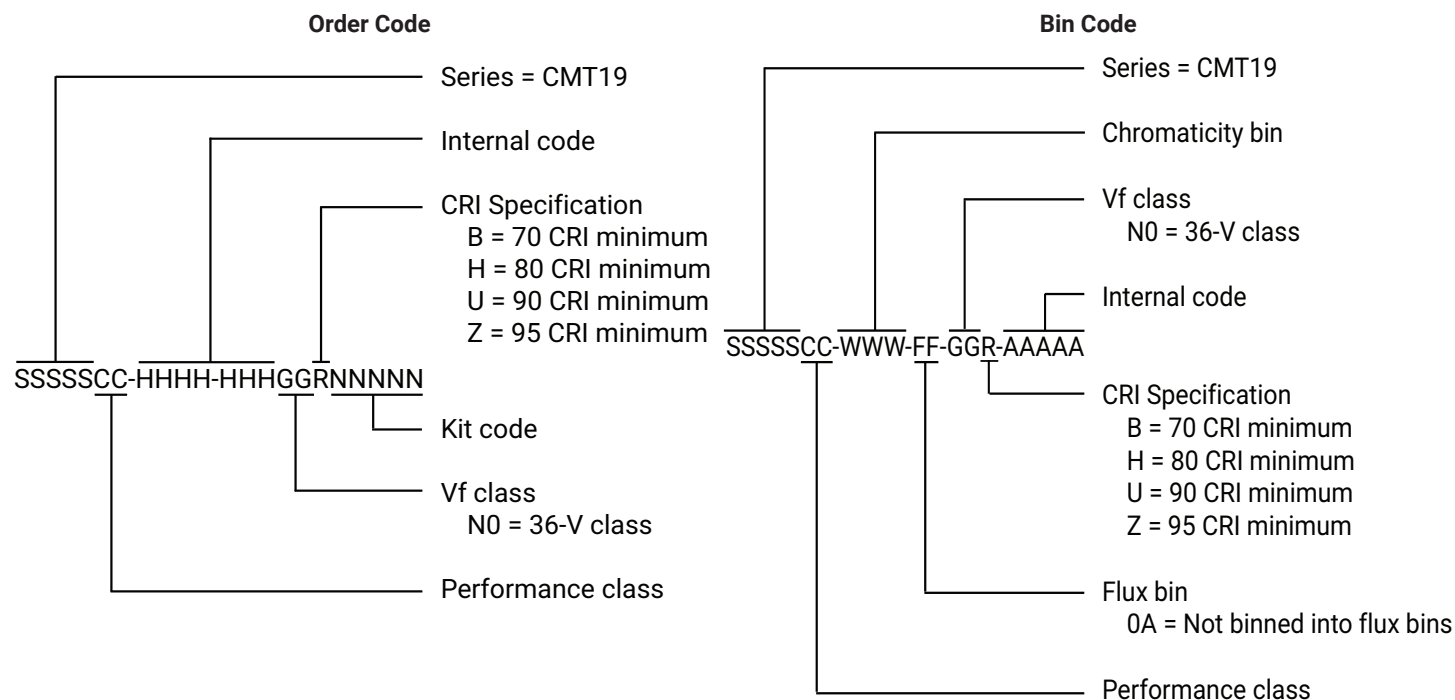 Order Code
Series = CMT19
Internal code
CRI Specification
B = 70 CRI minimum
H = 80 CRI minimum
U = 90 CRI minimum
Z = 95 CRI minimum
SSSSSCC-HHHH-HHHGGRNNNNN
Kit code
Vf class
N0 = 36-V class
Performance class
Bin Code
Series = CMT19
Chromaticity bin
Vf class
N0 = 36-V class
Internal code
SSSSSCC-WWW-FF-GGR-AAAAA
CRI Specification
B = 70 CRI minimum
H = 80 CRI minimum
U = 90 CRI minimum
Z = 95 CRI minimum
Flux bin
0A = Not binned into flux bins
Performance class